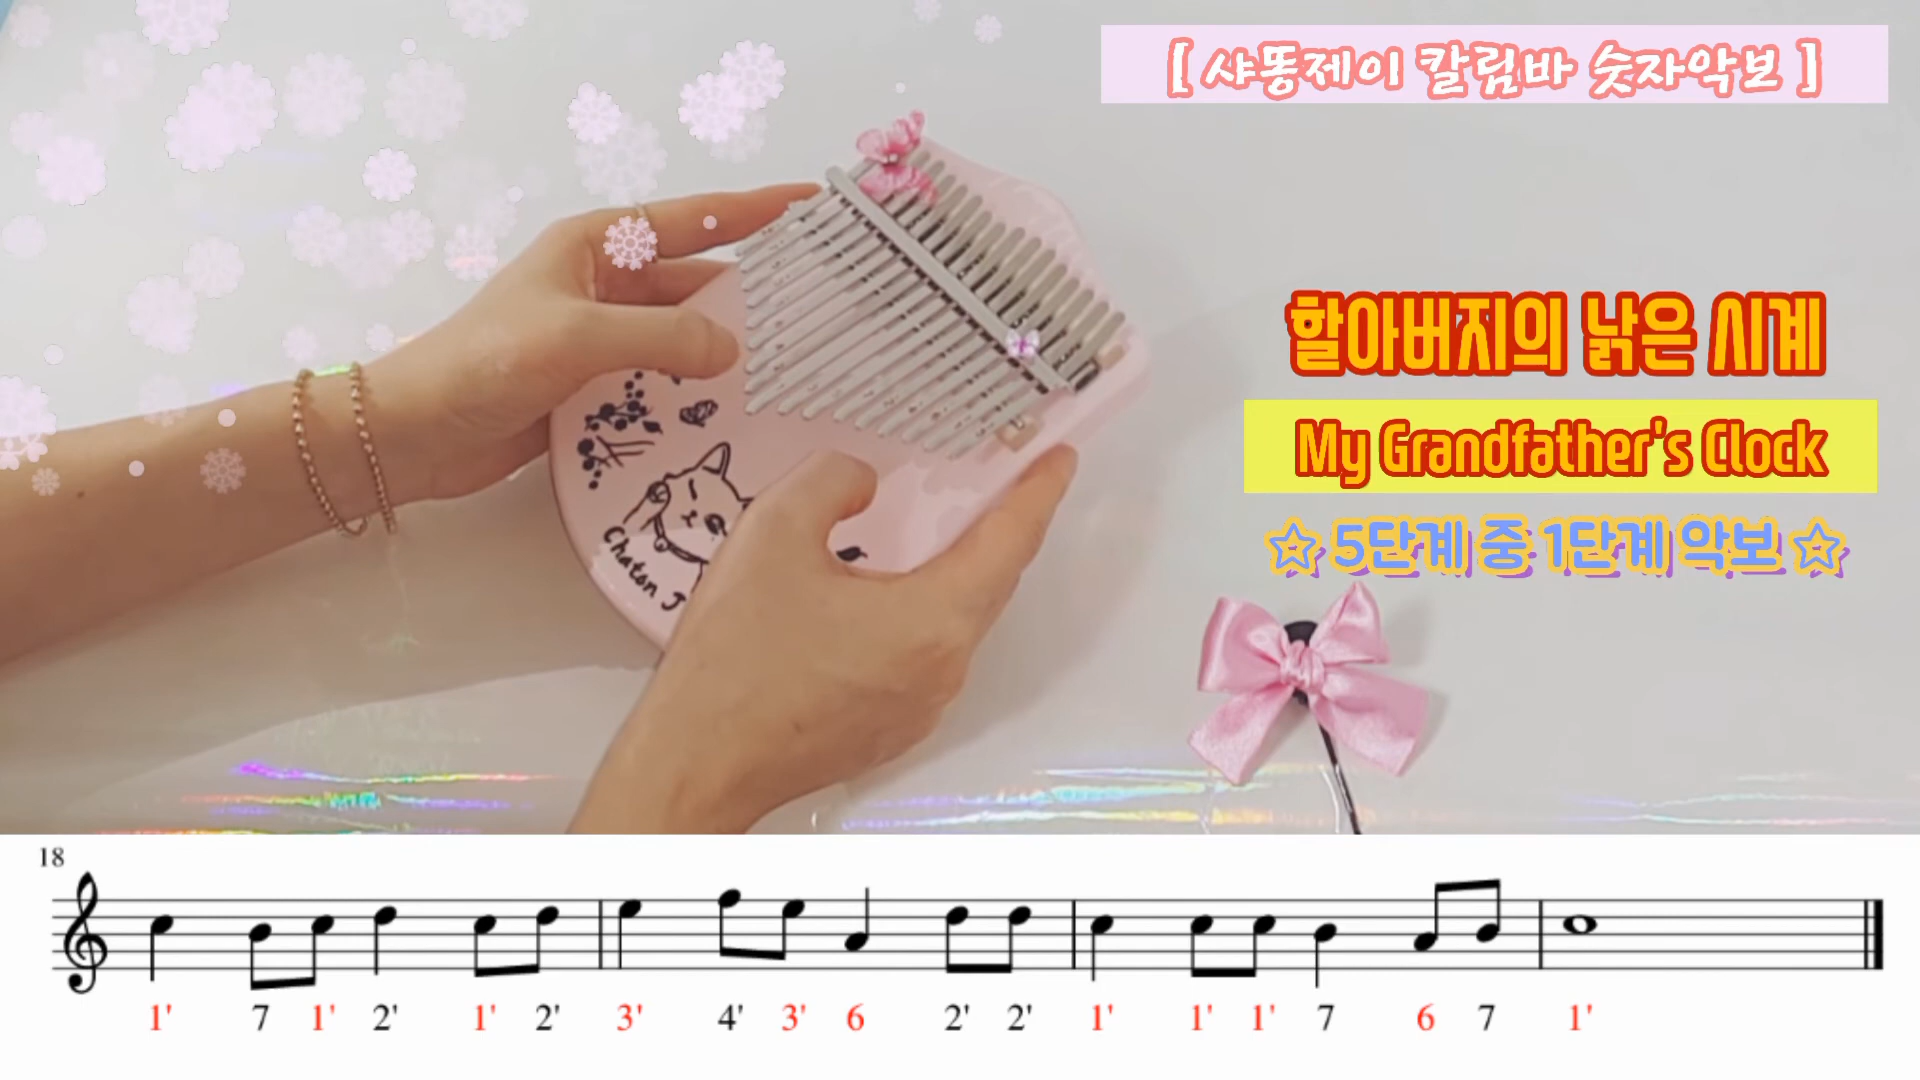 [ 샤똥제이 칼림바 숫자악보 ]
할아버지의 낡은 시계
My Grandfather's Clock
☆ 5단계 중 1단계 악보 ☆
Chaton J
18
1' 7 1' 2' 1' 2' 3' 4' 3' 6 2' 2' 1' 1' 1' 7 6 7 1'